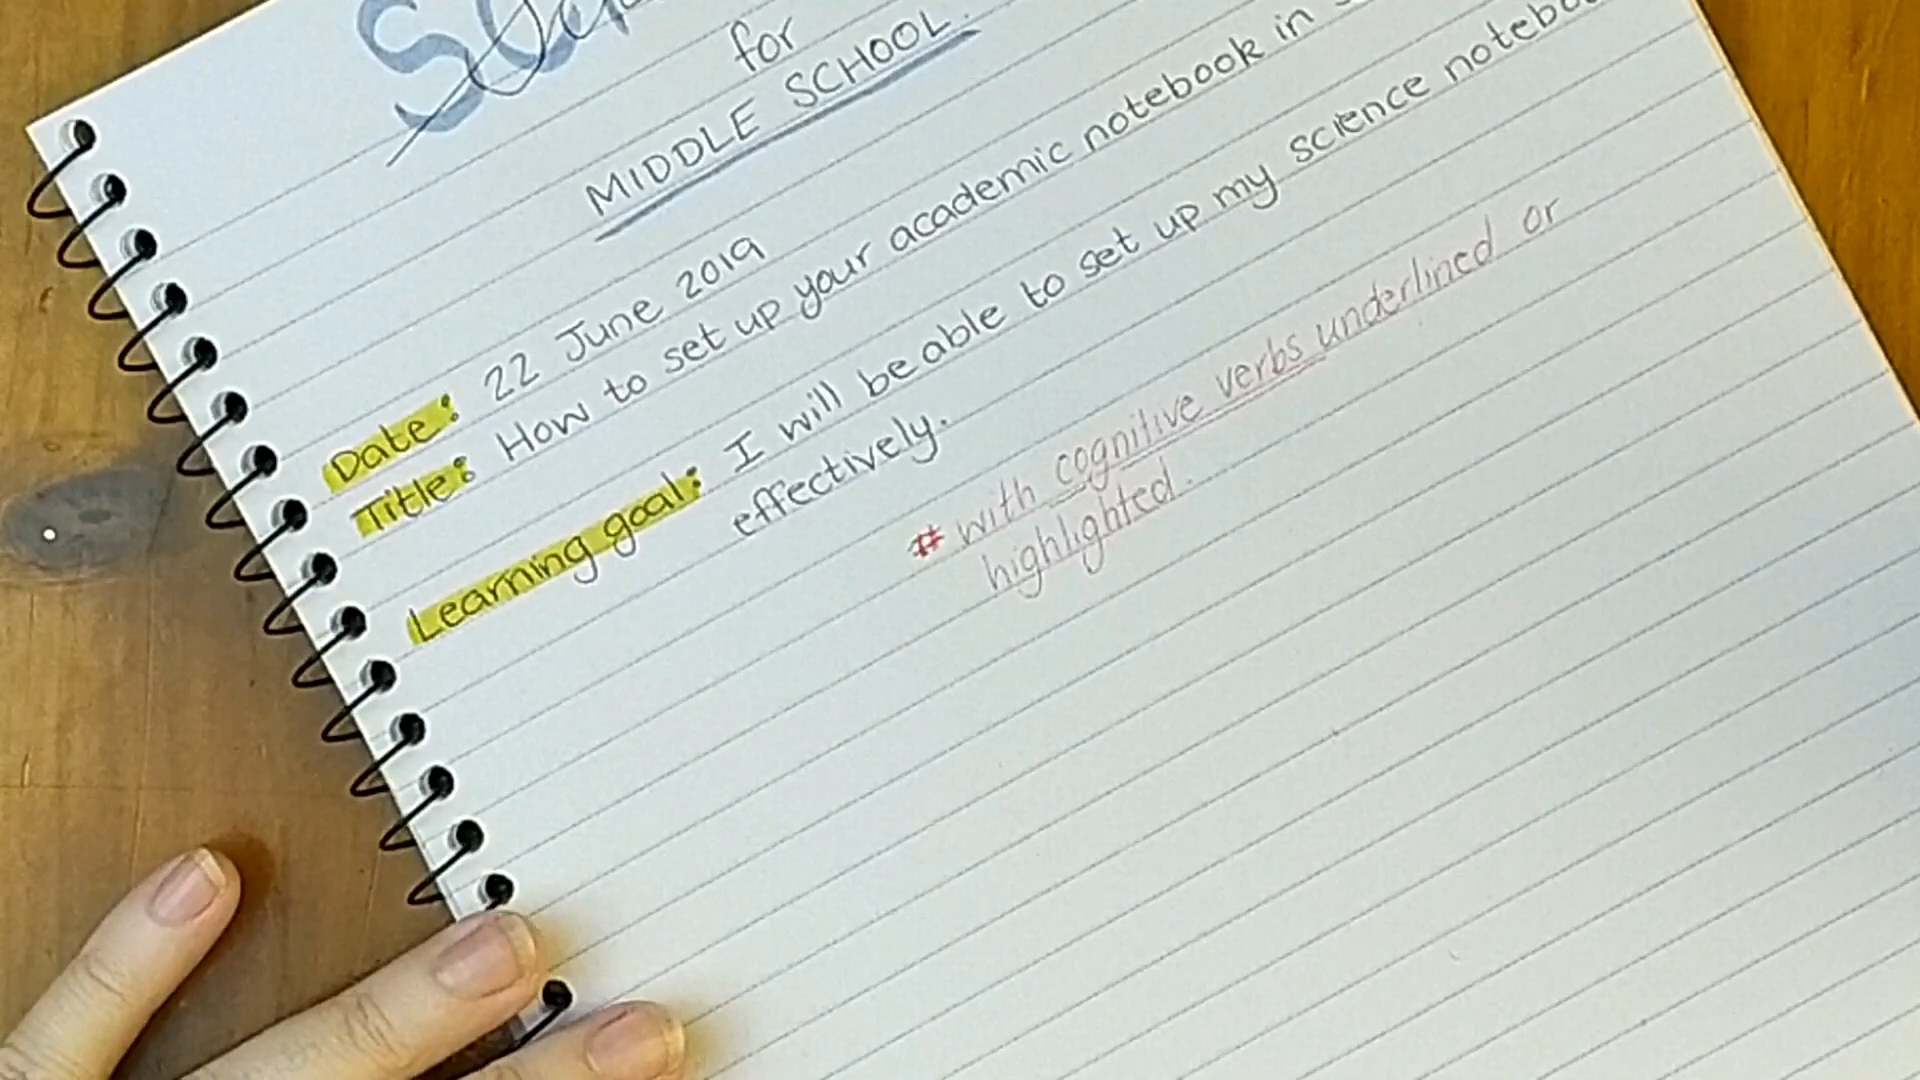 for
MIDDLE SCHOOL.
Date: 22 June 2019
Title: How to set up your academic notebook in
Learning goal: I will be able to set up my science
effectively.
# with cognitive verbs underlined or
highlighted.